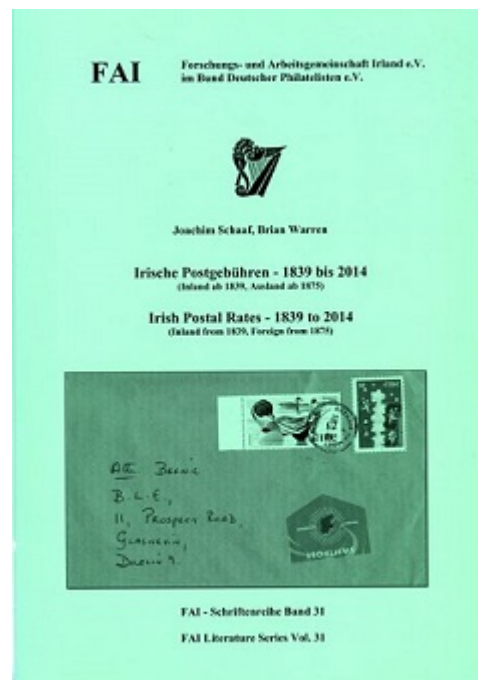 FAI
Forschungs- und Arbeitsgemeinschaft Irland e.V.
im Bund Deutscher Philatelisten e.V.
Joachim Schaaf, Brian Warren
Irische Postgebühren - 1839 bis 2014
(Inland ab 1839, Ausland ab 1875)
Irish Postal Rates - 1839 to 2014
(Inland from 1839, Foreign from 1875)
B.L.E,
11, Prospect Road,
Glasnevin,
Dublin 9.
FAI - Schriftenreihe Band 31
FAI Literature Series Vol. 31